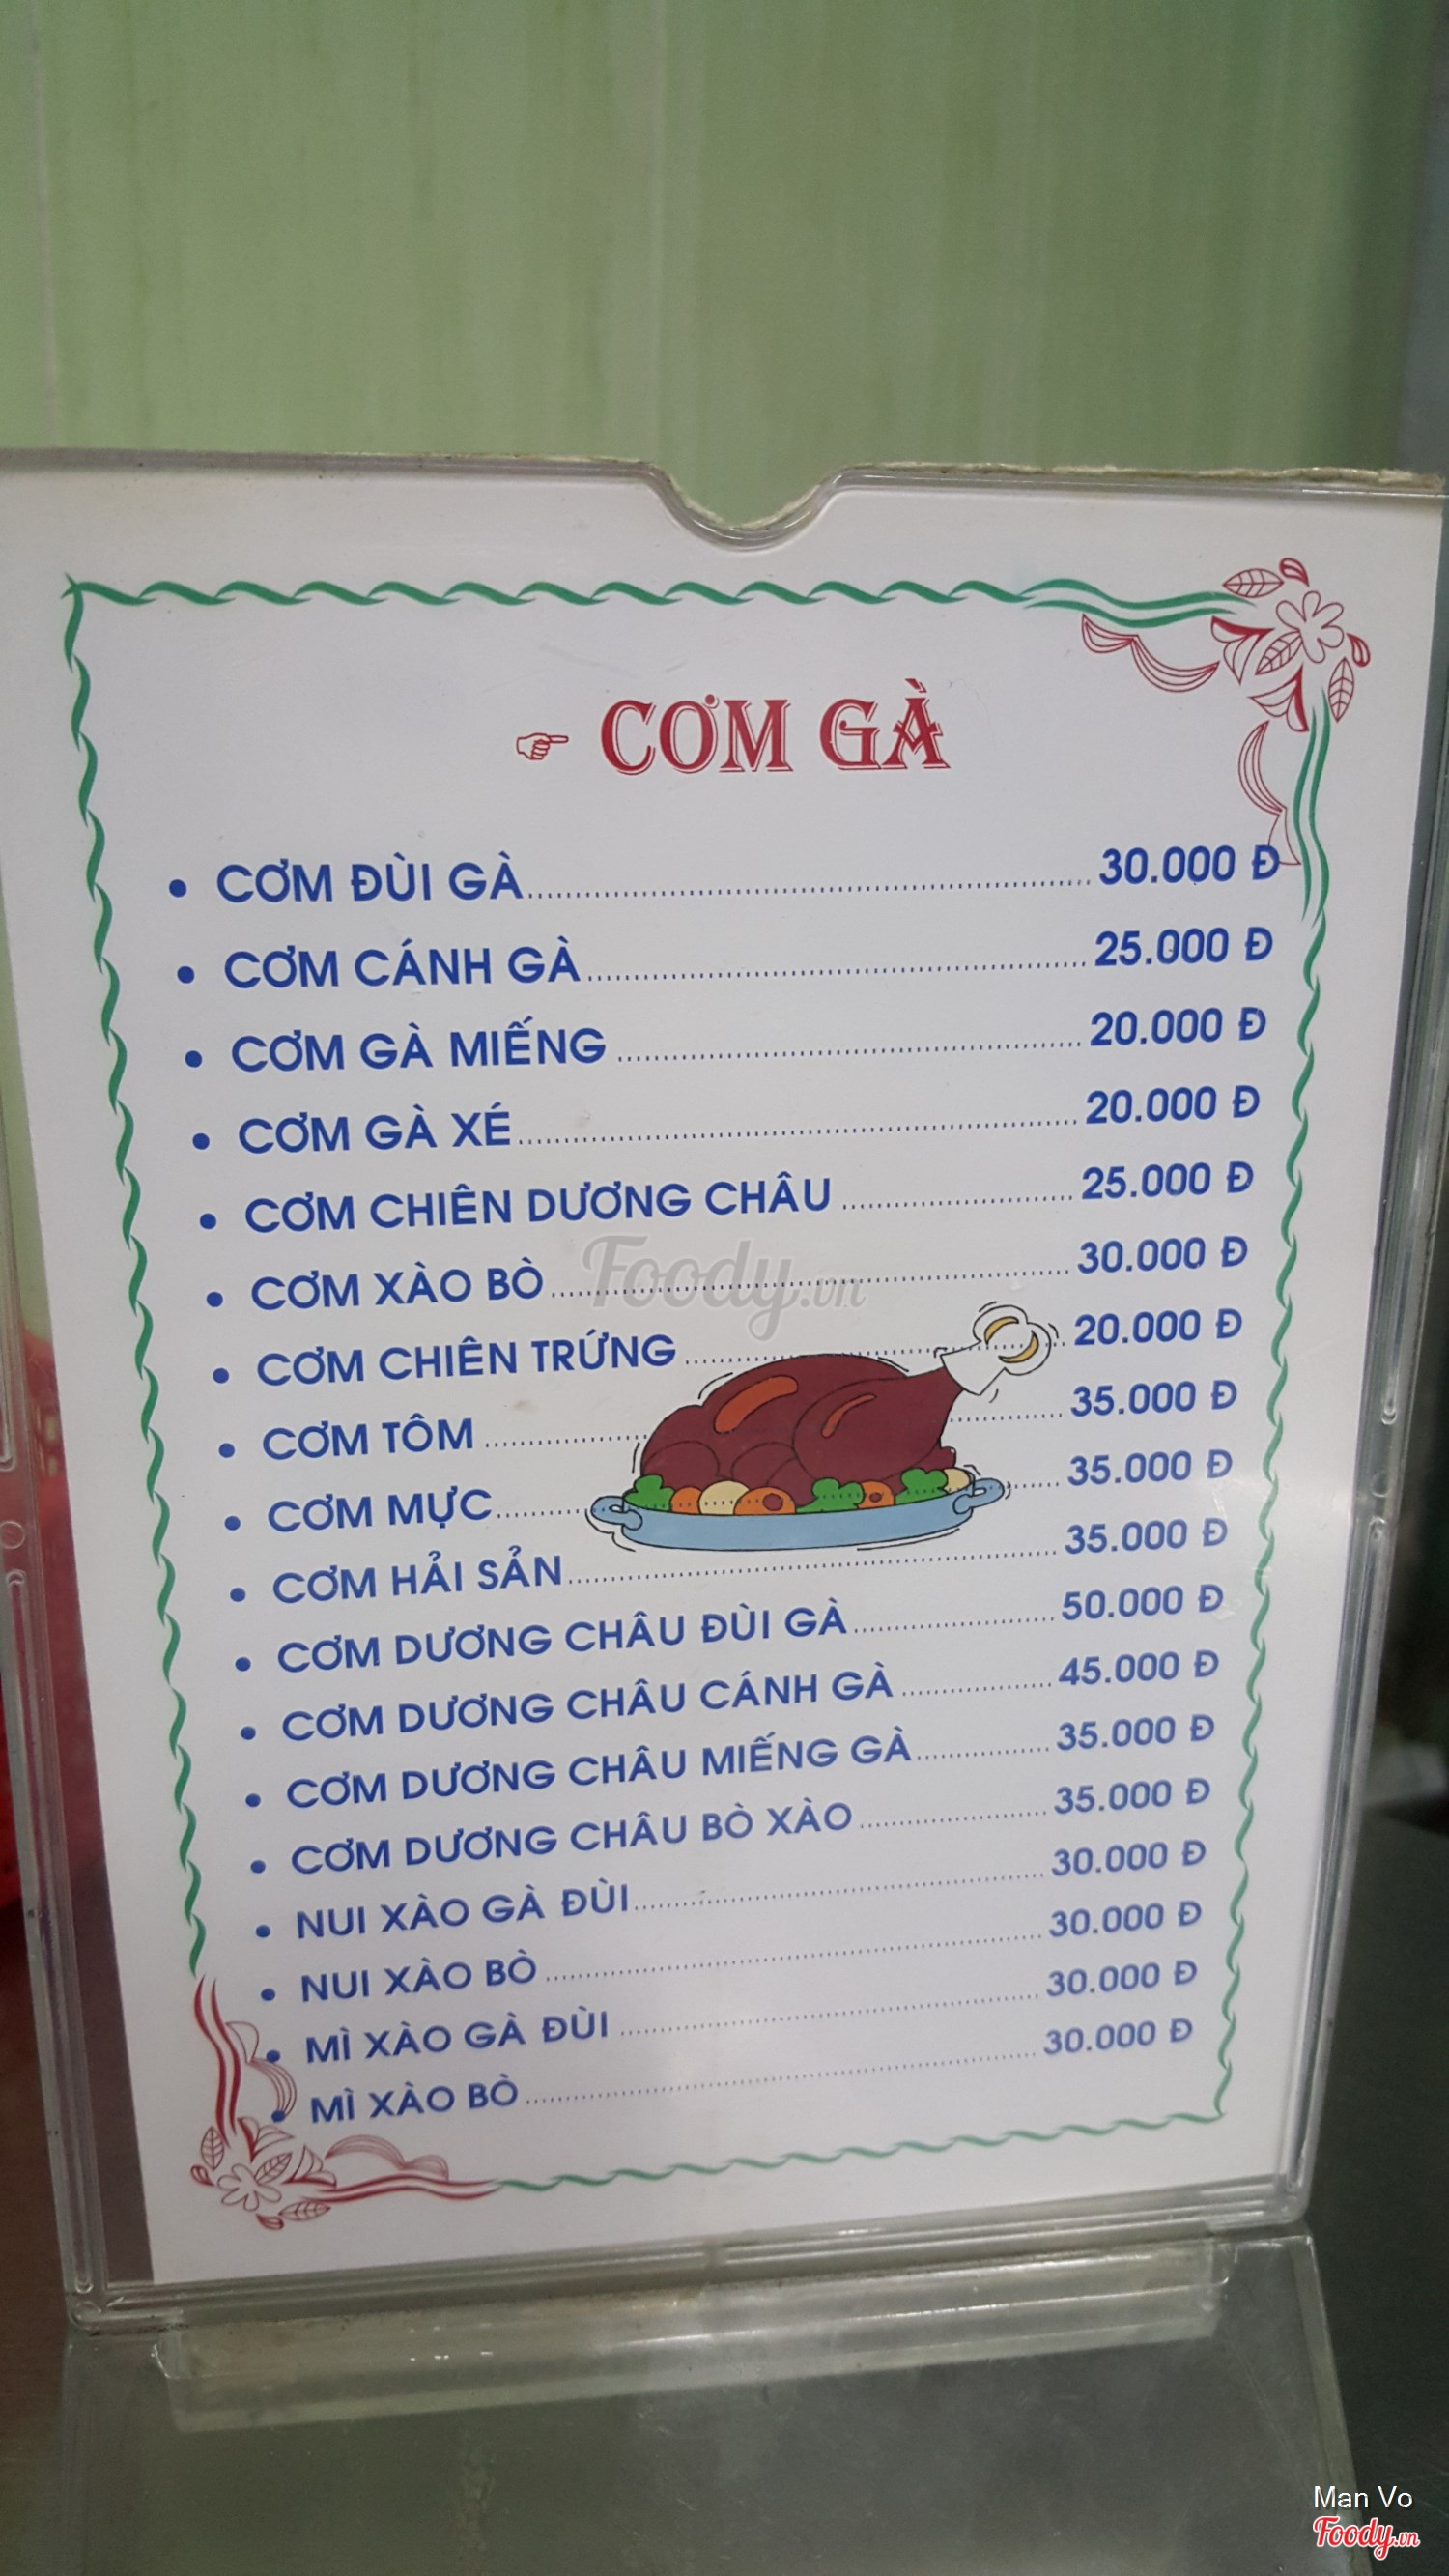 CƠM GÀ
• CƠM ĐÙI GÀ 30.000 Đ
• CƠM CÁNH GÀ 25.000 Đ
• CƠM GÀ MIẾNG 20.000 Đ
• CƠM GÀ XÉ 20.000 Đ
• CƠM CHIÊN DƯƠNG CHÂU 25.000 Đ
• CƠM XÀO BÒ 30.000 Đ
Foody.vn
• CƠM CHIÊN TRỨNG 20.000 Đ
• CƠM TÔM 35.000 Đ
• CƠM MỰC 35.000 Đ
• CƠM HẢI SẢN 35.000 Đ
• CƠM DƯƠNG CHÂU ĐÙI GÀ 50.000 Đ
• CƠM DƯƠNG CHÂU CÁNH GÀ 45.000 Đ
• CƠM DƯƠNG CHÂU MIẾNG GÀ 35.000 Đ
• CƠM DƯƠNG CHÂU BÒ XÀO 35.000 Đ
• NUI XÀO GÀ ĐÙI 30.000 Đ
• NUI XÀO BÒ 30.000 Đ
• MÌ XÀO GÀ ĐÙI 30.000 Đ
• MÌ XÀO BÒ 30.000 Đ
Man Vo
Foody.vn